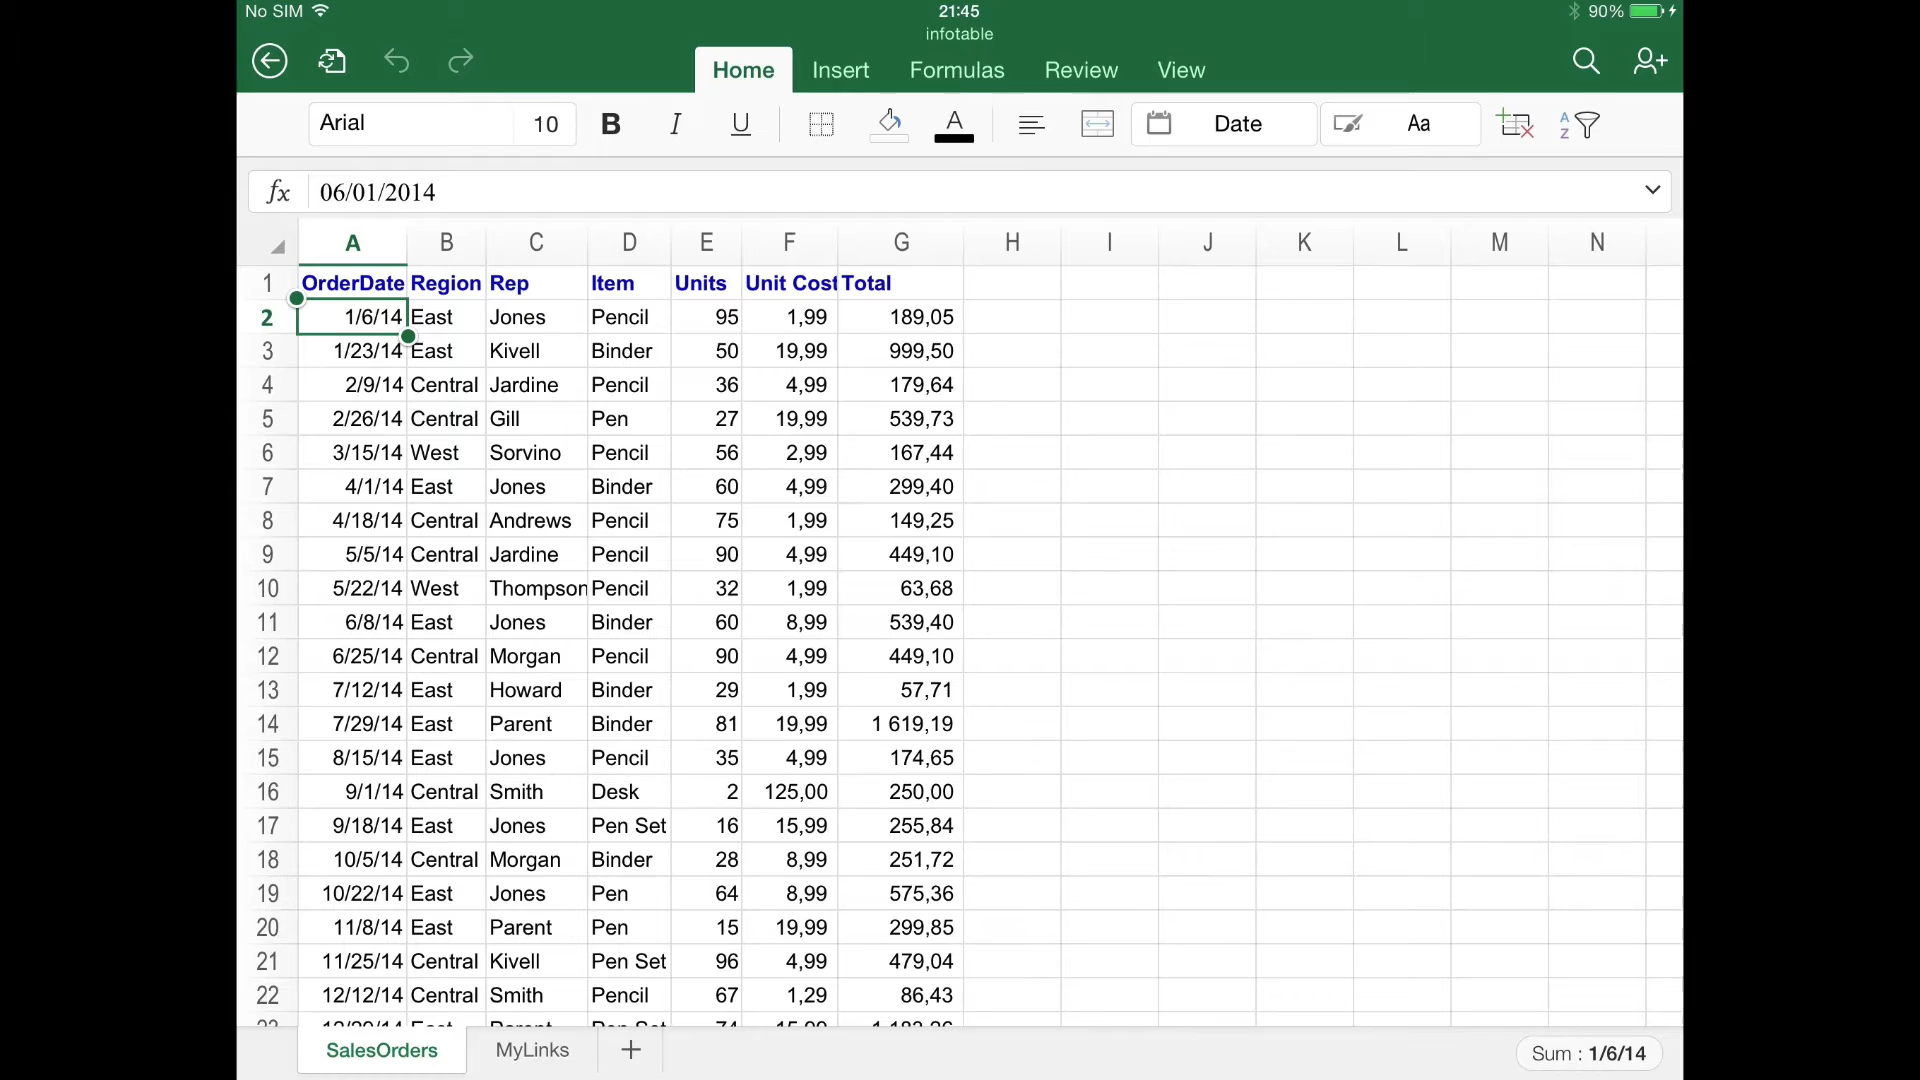 No SIM 21:45 90%
infotable
Home Insert Formulas Review View
Arial 10 B I U A Date Aa A Z
fx 06/01/2014
A B C D E F G H I J K L M N
1 OrderDate Region Rep Item Units Unit Cost Total
2 1/6/14 East Jones Pencil 95 1,99 189,05
3 1/23/14 East Kivell Binder 50 19,99 999,50
4 2/9/14 Central Jardine Pencil 36 4,99 179,64
5 2/26/14 Central Gill Pen 27 19,99 539,73
6 3/15/14 West Sorvino Pencil 56 2,99 167,44
7 4/1/14 East Jones Binder 60 4,99 299,40
8 4/18/14 Central Andrews Pencil 75 1,99 149,25
9 5/5/14 Central Jardine Pencil 90 4,99 449,10
10 5/22/14 West Thompson Pencil 32 1,99 63,68
11 6/8/14 East Jones Binder 60 8,99 539,40
12 6/25/14 Central Morgan Pencil 90 4,99 449,10
13 7/12/14 East Howard Binder 29 1,99 57,71
14 7/29/14 East Parent Binder 81 19,99 1 619,19
15 8/15/14 East Jones Pencil 35 4,99 174,65
16 9/1/14 Central Smith Desk 2 125,00 250,00
17 9/18/14 East Jones Pen Set 16 15,99 255,84
18 10/5/14 Central Morgan Binder 28 8,99 251,72
19 10/22/14 East Jones Pen 64 8,99 575,36
20 11/8/14 East Parent Pen 15 19,99 299,85
21 11/25/14 Central Kivell Pen Set 96 4,99 479,04
22 12/12/14 Central Smith Pencil 67 1,29 86,43
SalesOrders MyLinks Sum : 1/6/14